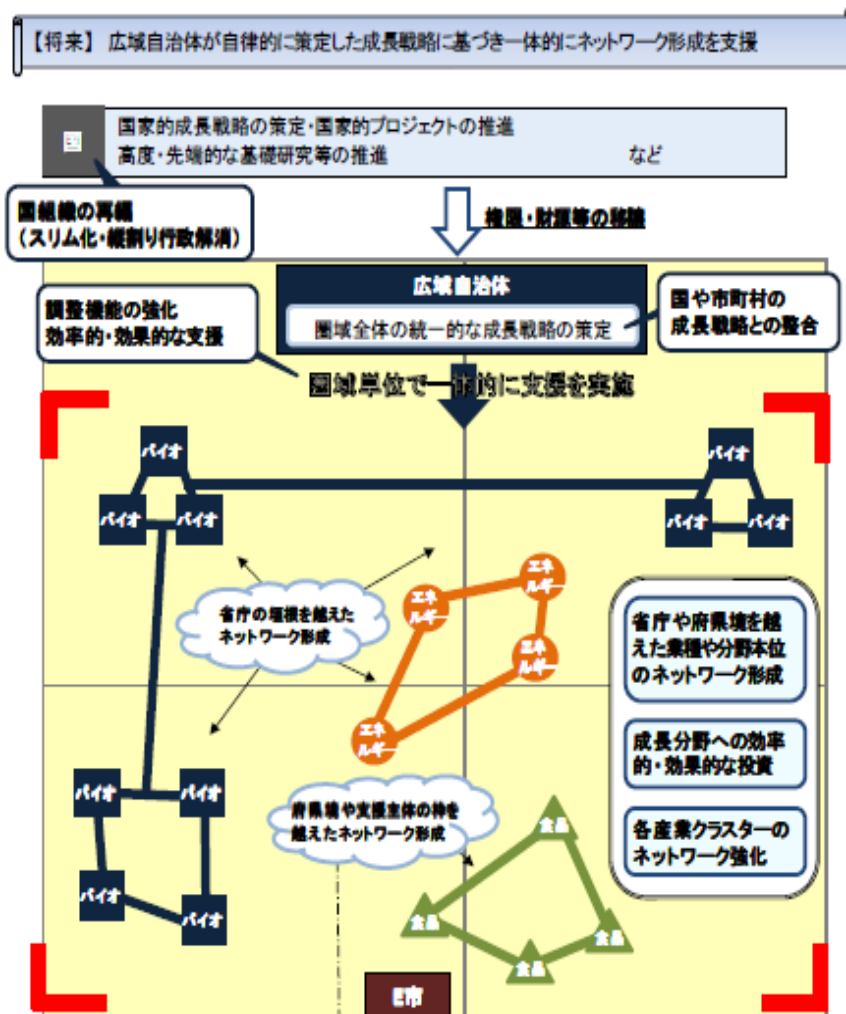 【将来】 広域自治体が自律的に策定した成長戦略に基づき一体的にネットワーク形成を支援
国家的成長戦略の策定・国家的プロジェクトの推進
高度・先端的な基礎研究等の推進 など
国組織の再編
(スリム化・縦割り行政解消)
権限・財源等の移譲
広域自治体
圏域全体の統一的な成長戦略の策定
調整機能の強化
効率的・効果的な支援
国や市町村の
成長戦略との整合
圏域単位で一体的に支援を実施
バイオ
バイオ
バイオ
バイオ
バイオ
バイオ
エネ
ルギー
エネ
ルギー
エネ
ルギー
エネ
ルギー
省庁の垣根を越えた
ネットワーク形成
省庁や府県境を越
えた業種や分野本位
のネットワーク形成
成長分野への効率
的・効果的な投資
各産業クラスターの
ネットワーク強化
バイオ
バイオ
バイオ
バイオ
府県境や支援主体の枠を
越えたネットワーク形成
食品
食品
食品
食品
E市